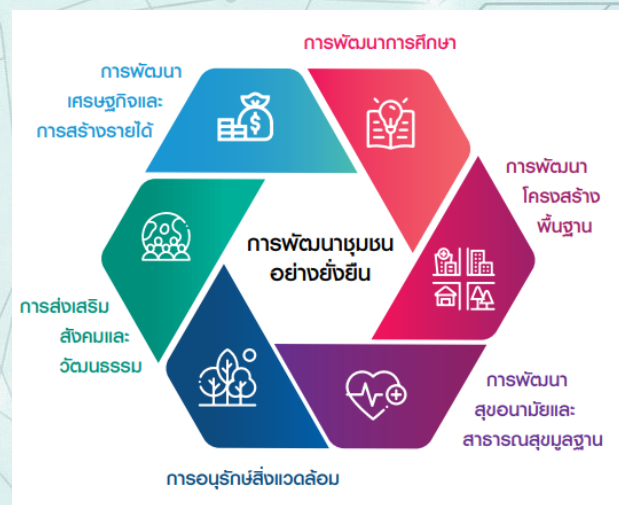 การพัฒนาการศึกษา
การพัฒนา
เศรษฐกิจและ
การสร้างรายได้
การพัฒนา
โครงสร้าง
พื้นฐาน
การพัฒนาชุมชน
อย่างยั่งยืน
การส่งเสริม
สังคมและ
วัฒนธรรม
การพัฒนา
สุขอนามัยและ
สาธารณสุขมูลฐาน
การอนุรักษ์สิ่งแวดล้อม